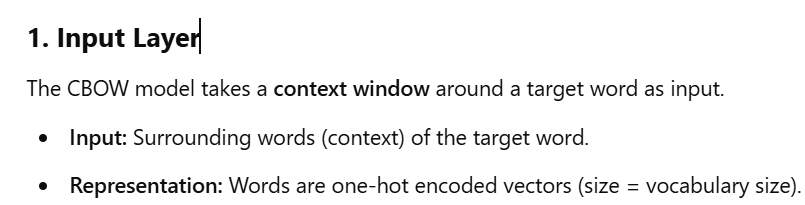 1. Input Layer
The CBOW model takes a context window around a target word as input.
• Input: Surrounding words (context) of the target word.
• Representation: Words are one-hot encoded vectors (size = vocabulary size).